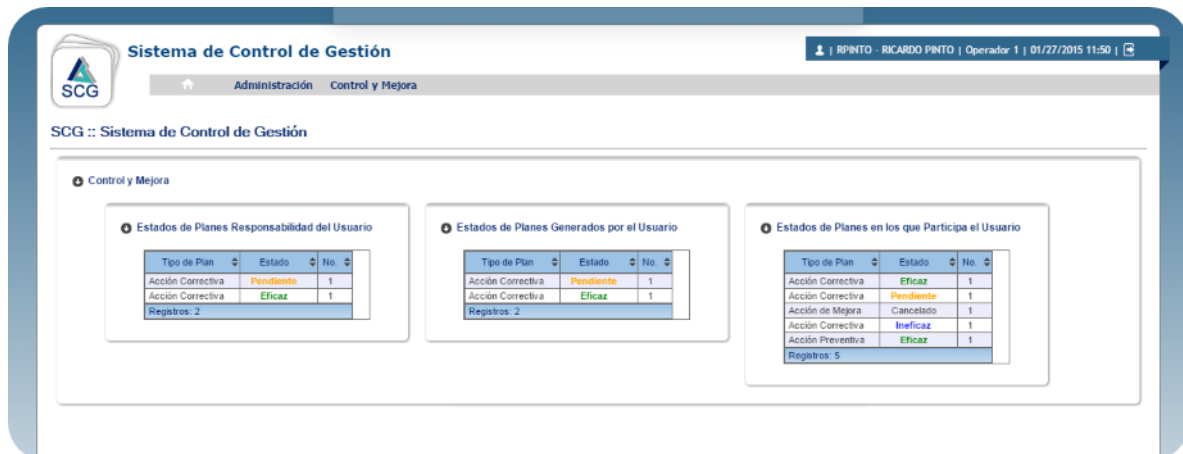 Sistema de Control de Gestión
| RPINTO - RICARDO PINTO | Operador 1 | 01/27/2015 11:50 |
SCG
Administración Control y Mejora
SCG :: Sistema de Control de Gestión
Control y Mejora
Estados de Planes Responsabilidad del Usuario
Tipo de Plan Estado No.
Acción Correctiva Pendiente 1
Acción Correctiva Eficaz 1
Registros: 2
Estados de Planes Generados por el Usuario
Tipo de Plan Estado No.
Acción Correctiva Pendiente 1
Acción Correctiva Eficaz 1
Registros: 2
Estados de Planes en los que Participa el Usuario
Tipo de Plan Estado No.
Acción Correctiva Eficaz 1
Acción Correctiva Pendiente 1
Acción de Mejora Cancelado 1
Acción Correctiva Ineficaz 1
Acción Preventiva Eficaz 1
Registros: 5